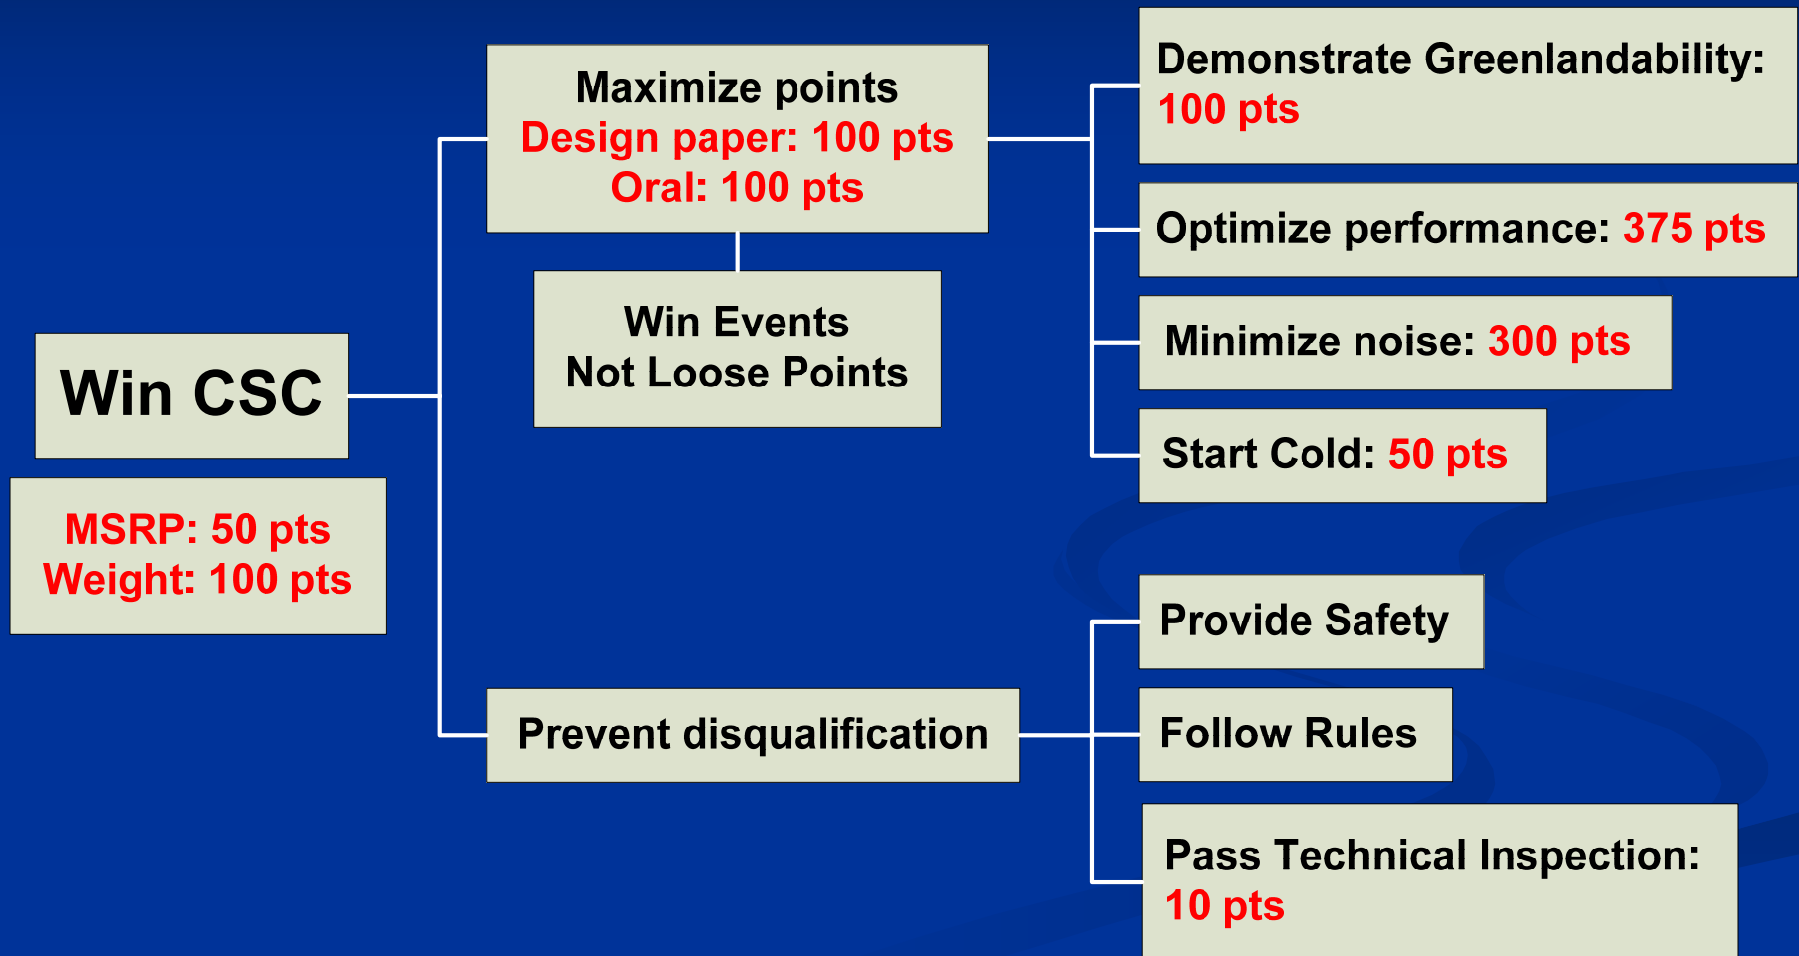 Win CSC
MSRP: 50 pts
Weight: 100 pts
Maximize points
Design paper: 100 pts
Oral: 100 pts
Win Events
Not Loose Points
Prevent disqualification
Demonstrate Greenlandability:
100 pts
Optimize performance: 375 pts
Minimize noise: 300 pts
Start Cold: 50 pts
Provide Safety
Follow Rules
Pass Technical Inspection:
10 pts